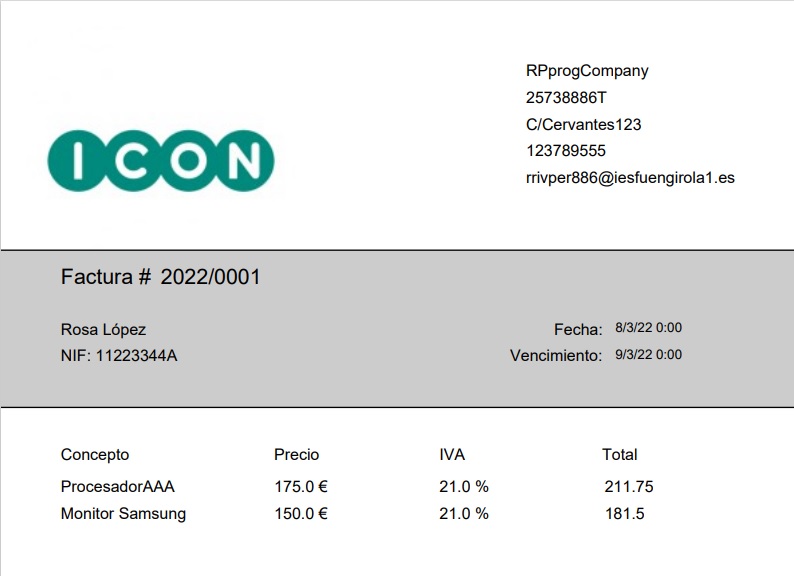 RPprogCompany
25738886T
C/Cervantes123
123789555
rrivper886@iesfuengirola1.es
ICON
Factura # 2022/0001
Rosa López
Fecha: 8/3/22 0:00
NIF: 11223344A
Vencimiento: 9/3/22 0:00
Concepto Precio IVA Total
ProcesadorAAA 175.0 € 21.0 % 211.75
Monitor Samsung 150.0 € 21.0 % 181.5